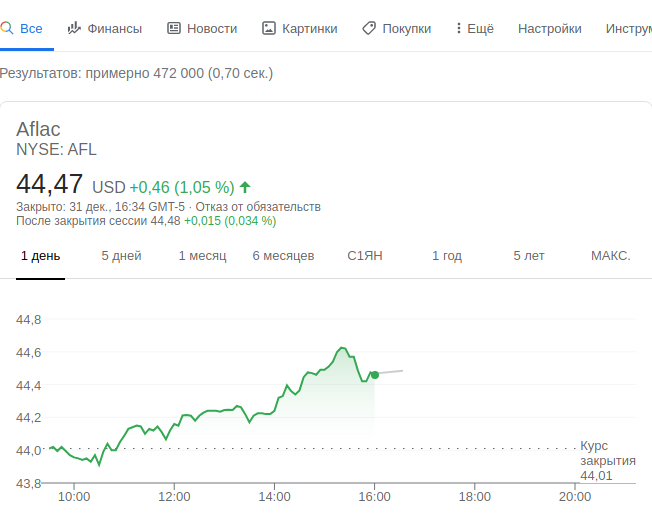 Все Финансы Новости Картинки Покупки Ещё Настройки Инструм
Результатов: примерно 472 000 (0,70 сек.)
Aflac
NYSE: AFL
44,47 USD +0,46 (1,05 %)
Закрыто: 31 дек., 16:34 GMT-5 · Отказ от обязательств
После закрытия сессии 44,48 +0,015 (0,034 %)
1 день 5 дней 1 месяц 6 месяцев С1ЯН 1 год 5 лет МАКС.
44,8
44,6
44,4
44,2
44,0
43,8
Курс
закрытия
44,01
10:00 12:00 14:00 16:00 18:00 20:00